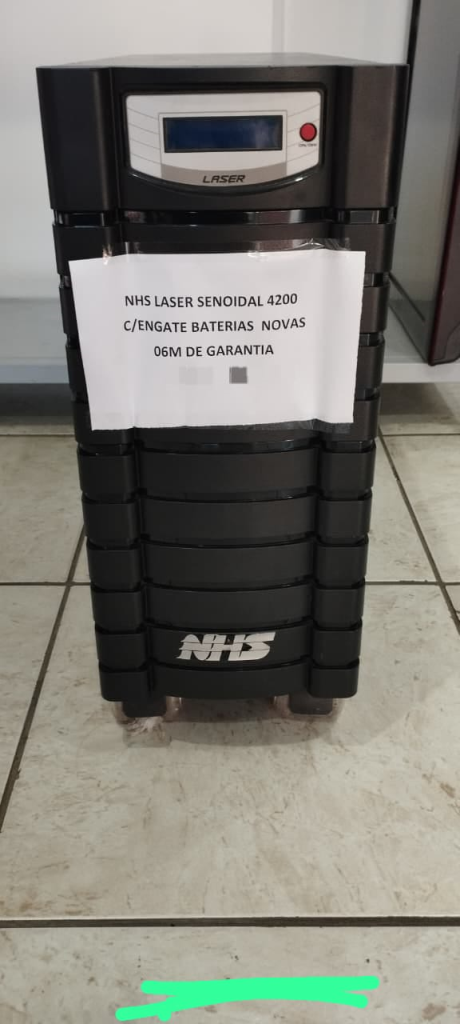 LASER
NHS LASER SENOIDAL 4200
C/ENGATE BATERIAS NOVAS
06M DE GARANTIA
NHS